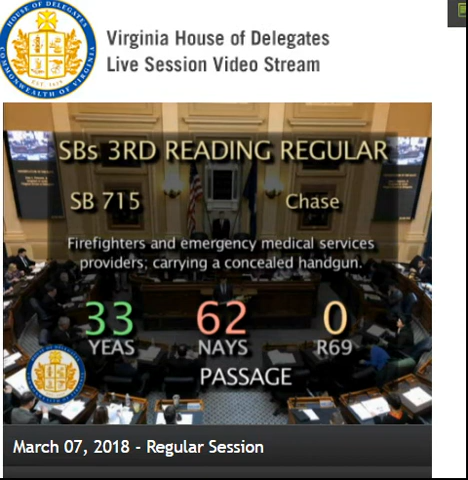 HOUSE OF DELEGATES
COMMONWEALTH OF VIRGINIA
Virginia House of Delegates
Live Session Video Stream
SBs 3RD READING REGULAR
SB 715 Chase
Firefighters and emergency medical services
providers; carrying a concealed handgun.
33 62 0
YEAS NAYS R69
PASSAGE
March 07, 2018 - Regular Session